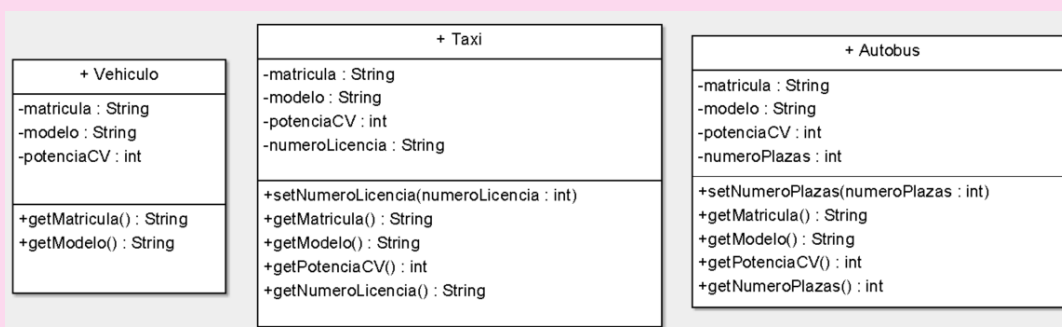 + Vehiculo
-matricula : String
-modelo : String
-potenciaCV : int
+getMatricula() : String
+getModelo() : String
+ Taxi
-matricula : String
-modelo : String
-potenciaCV : int
-numeroLicencia : String
+setNumeroLicencia(numeroLicencia : int)
+getMatricula() : String
+getModelo() : String
+getPotenciaCV() : int
+getNumeroLicencia() : String
+ Autobus
-matricula : String
-modelo : String
-potenciaCV : int
-numeroPlazas : int
+setNumeroPlazas(numeroPlazas : int)
+getMatricula() : String
+getModelo() : String
+getPotenciaCV() : int
+getNumeroPlazas() : int